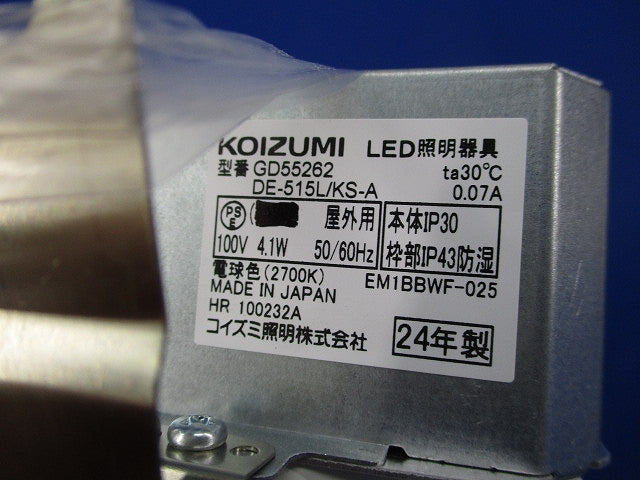 KOIZUMI LED照明器具
型番 GD55262 ta30℃
DE-515L/KS-A 0.07A
PSE 屋外用 本体IP30
100V 4.1W 50/60Hz 枠部IP43防湿
電球色(2700K) EM1BBWF-025
MADE IN JAPAN
HR 100232A
コイズミ照明株式会社 24年製